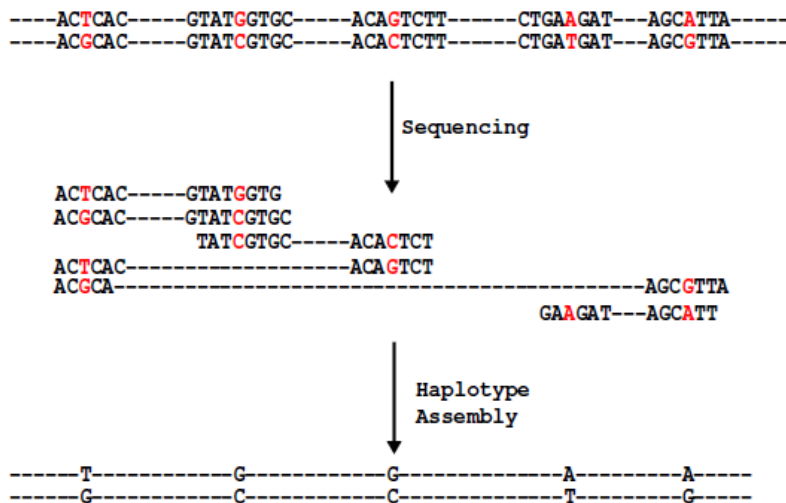 ----ACTCAC-----GTATGGTGC-----ACAGTCTT-----CTGAAGAT---AGCATTA-----
----ACGCAC-----GTATCGTGC-----ACACTCTT-----CTGATGAT---AGCGTTA-----
Sequencing
ACTCAC-----GTATGGTG
ACGCAC-----GTATCGTGC
TATCGTGC-----ACACTCT
ACTCAC-------------------ACAGTCT
ACGCA--------------------------------------------AGCGTTA
GAAGAT---AGCATT
Haplotype
Assembly
------T------------G------------G--------------A---------A-----
------G------------C------------C--------------T---------G-----